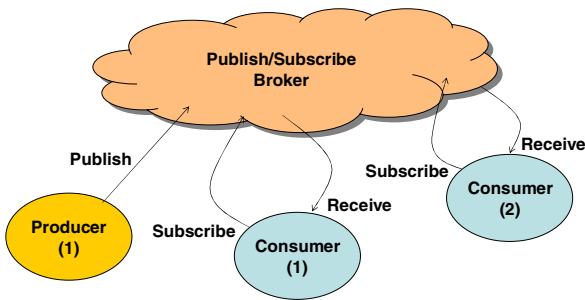 Publish/Subscribe
Broker
Publish
Receive
Subscribe
Consumer
(2)
Producer
(1)
Subscribe
Receive
Consumer
(1)